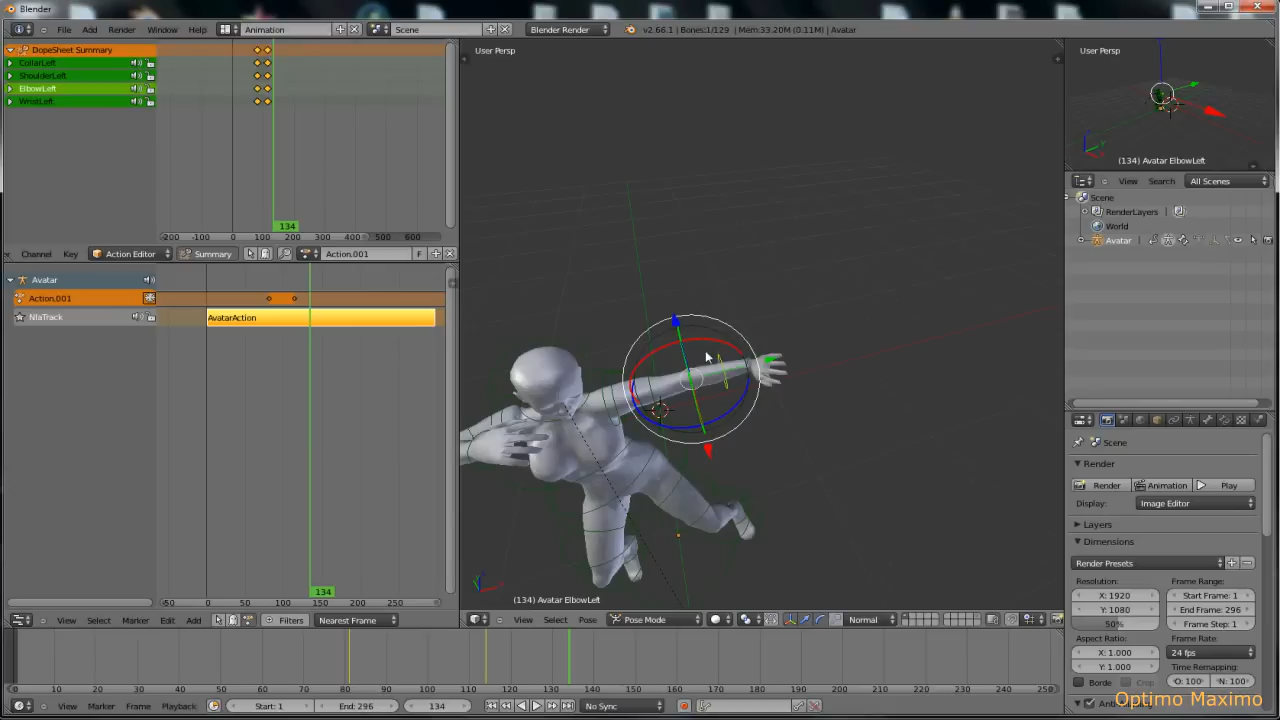 Blender
File Add Render Window Help Animation Scene Blender Render v2.66.1 | Bones:1/129 | Mem:33.20M (0.11M) | Avatar
DopeSheet Summary
CollarLeft
ShoulderLeft
ElbowLeft
WristLeft
134
-200 -100 0 100 200 300 400 500 600
Channel Key Action Editor Summary Action.001 F
Avatar
Action.001
NlaTrack AvatarAction
134
-50 0 50 100 150 200 250
View Select Marker Edit Add Filters Nearest Frame
User Persp
(134) Avatar ElbowLeft
View Select Pose Pose Mode Normal
User Persp
(134) Avatar ElbowLeft
View Search All Scenes
Scene
RenderLayers
World
Avatar
Scene
Render
Render Animation Play
Display: Image Editor
Layers
Dimensions
Render Presets
Resolution: Frame Range:
X: 1920 Start Frame: 1
Y: 1080 End Frame: 296
50% Frame Step: 1
Aspect Ratio: Frame Rate:
X: 1.000 24 fps
Y: 1.000 Time Remapping:
Borde Crop O: 100 N: 100
0 10 20 30 40 50 60 70 80 90 100 110 120 130 140 150 160 170 180 190 200 210 220 230 240 250
View Marker Frame Playback Start: 1 End: 296 134 No Sync
Optimo Maximo